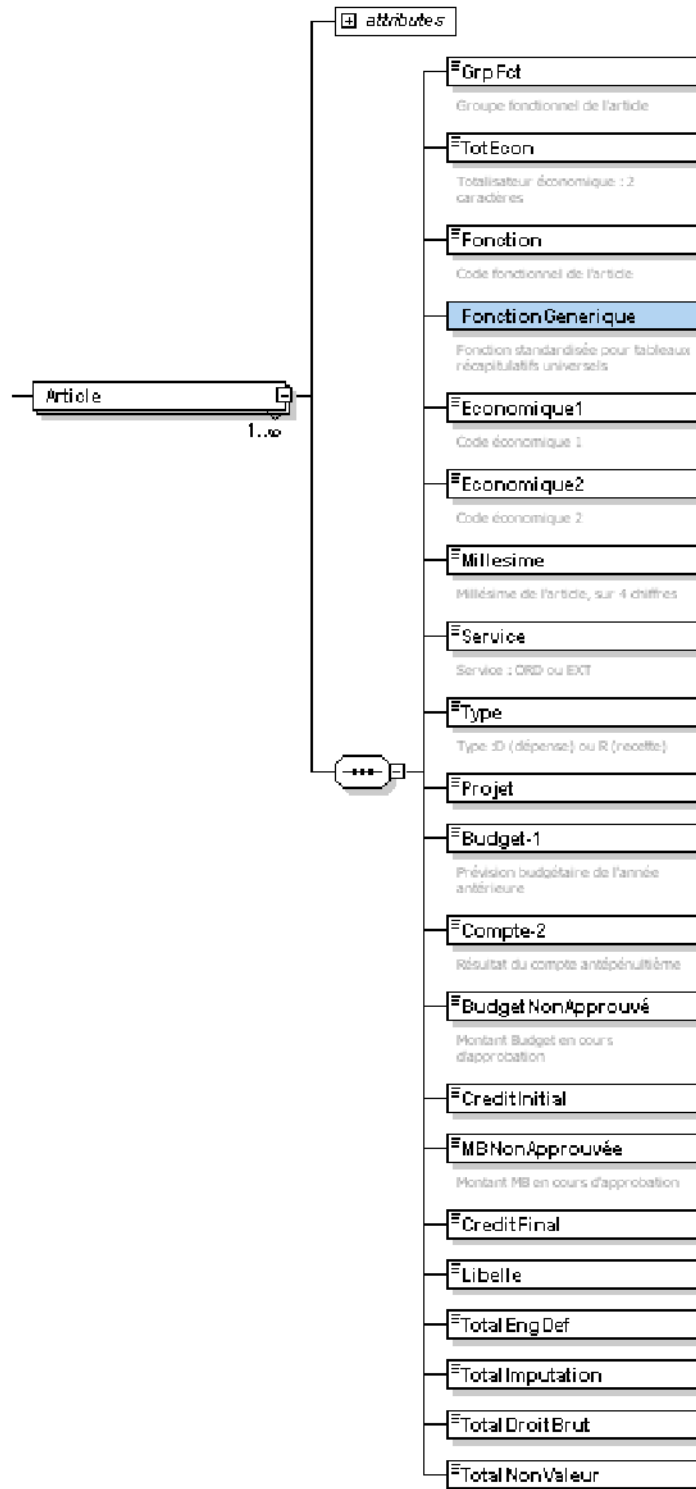 attributes
GrpFct
Groupe fonctionnel de l'article
TotEcon
Totalisateur économique : 2
caractères
Fonction
Code fonctionnel de l'article
FonctionGenerique
Fonction standardisée pour tableaux
récapitulatifs universels
Article
1..∞
Economique1
Code économique 1
Economique2
Code économique 2
Millesime
Millésime de l'article, sur 4 chiffres
Service
Service : ORD ou EXT
Type
Type :D (dépense) ou R (recette)
Projet
Budget-1
Prévision budgétaire de l'année
antérieure
Compte-2
Résultat du compte antépénultième
BudgetNonApprouvé
Montant Budget en cours
d'approbation
CreditInitial
MBNonApprouvée
Montant MB en cours d'approbation
CreditFinal
Libelle
TotalEngDef
TotalImputation
TotalDroitBrut
TotalNonValeur